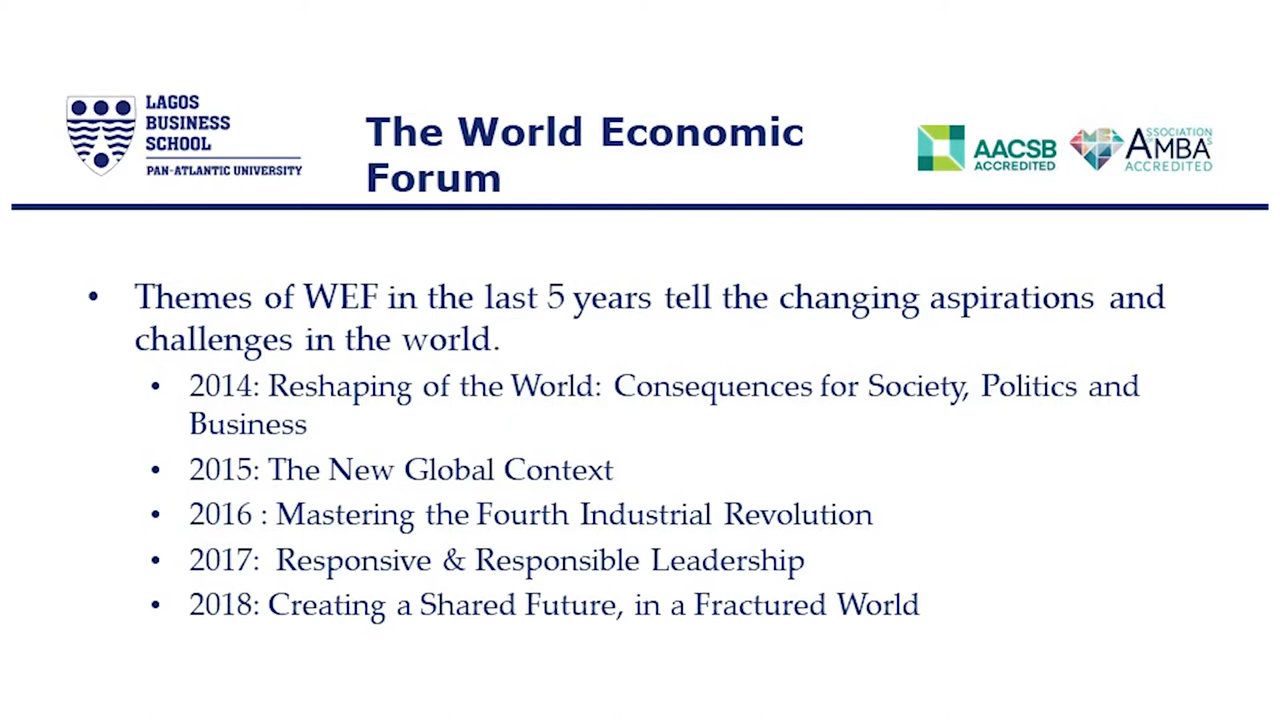 LAGOS
BUSINESS
SCHOOL
PAN-ATLANTIC UNIVERSITY
The World Economic
Forum
AACSB
ACCREDITED
ASSOCIATION
AMBAS
ACCREDITED
• Themes of WEF in the last 5 years tell the changing aspirations and
challenges in the world.
• 2014: Reshaping of the World: Consequences for Society, Politics and
Business
• 2015: The New Global Context
• 2016 : Mastering the Fourth Industrial Revolution
• 2017: Responsive & Responsible Leadership
• 2018: Creating a Shared Future, in a Fractured World